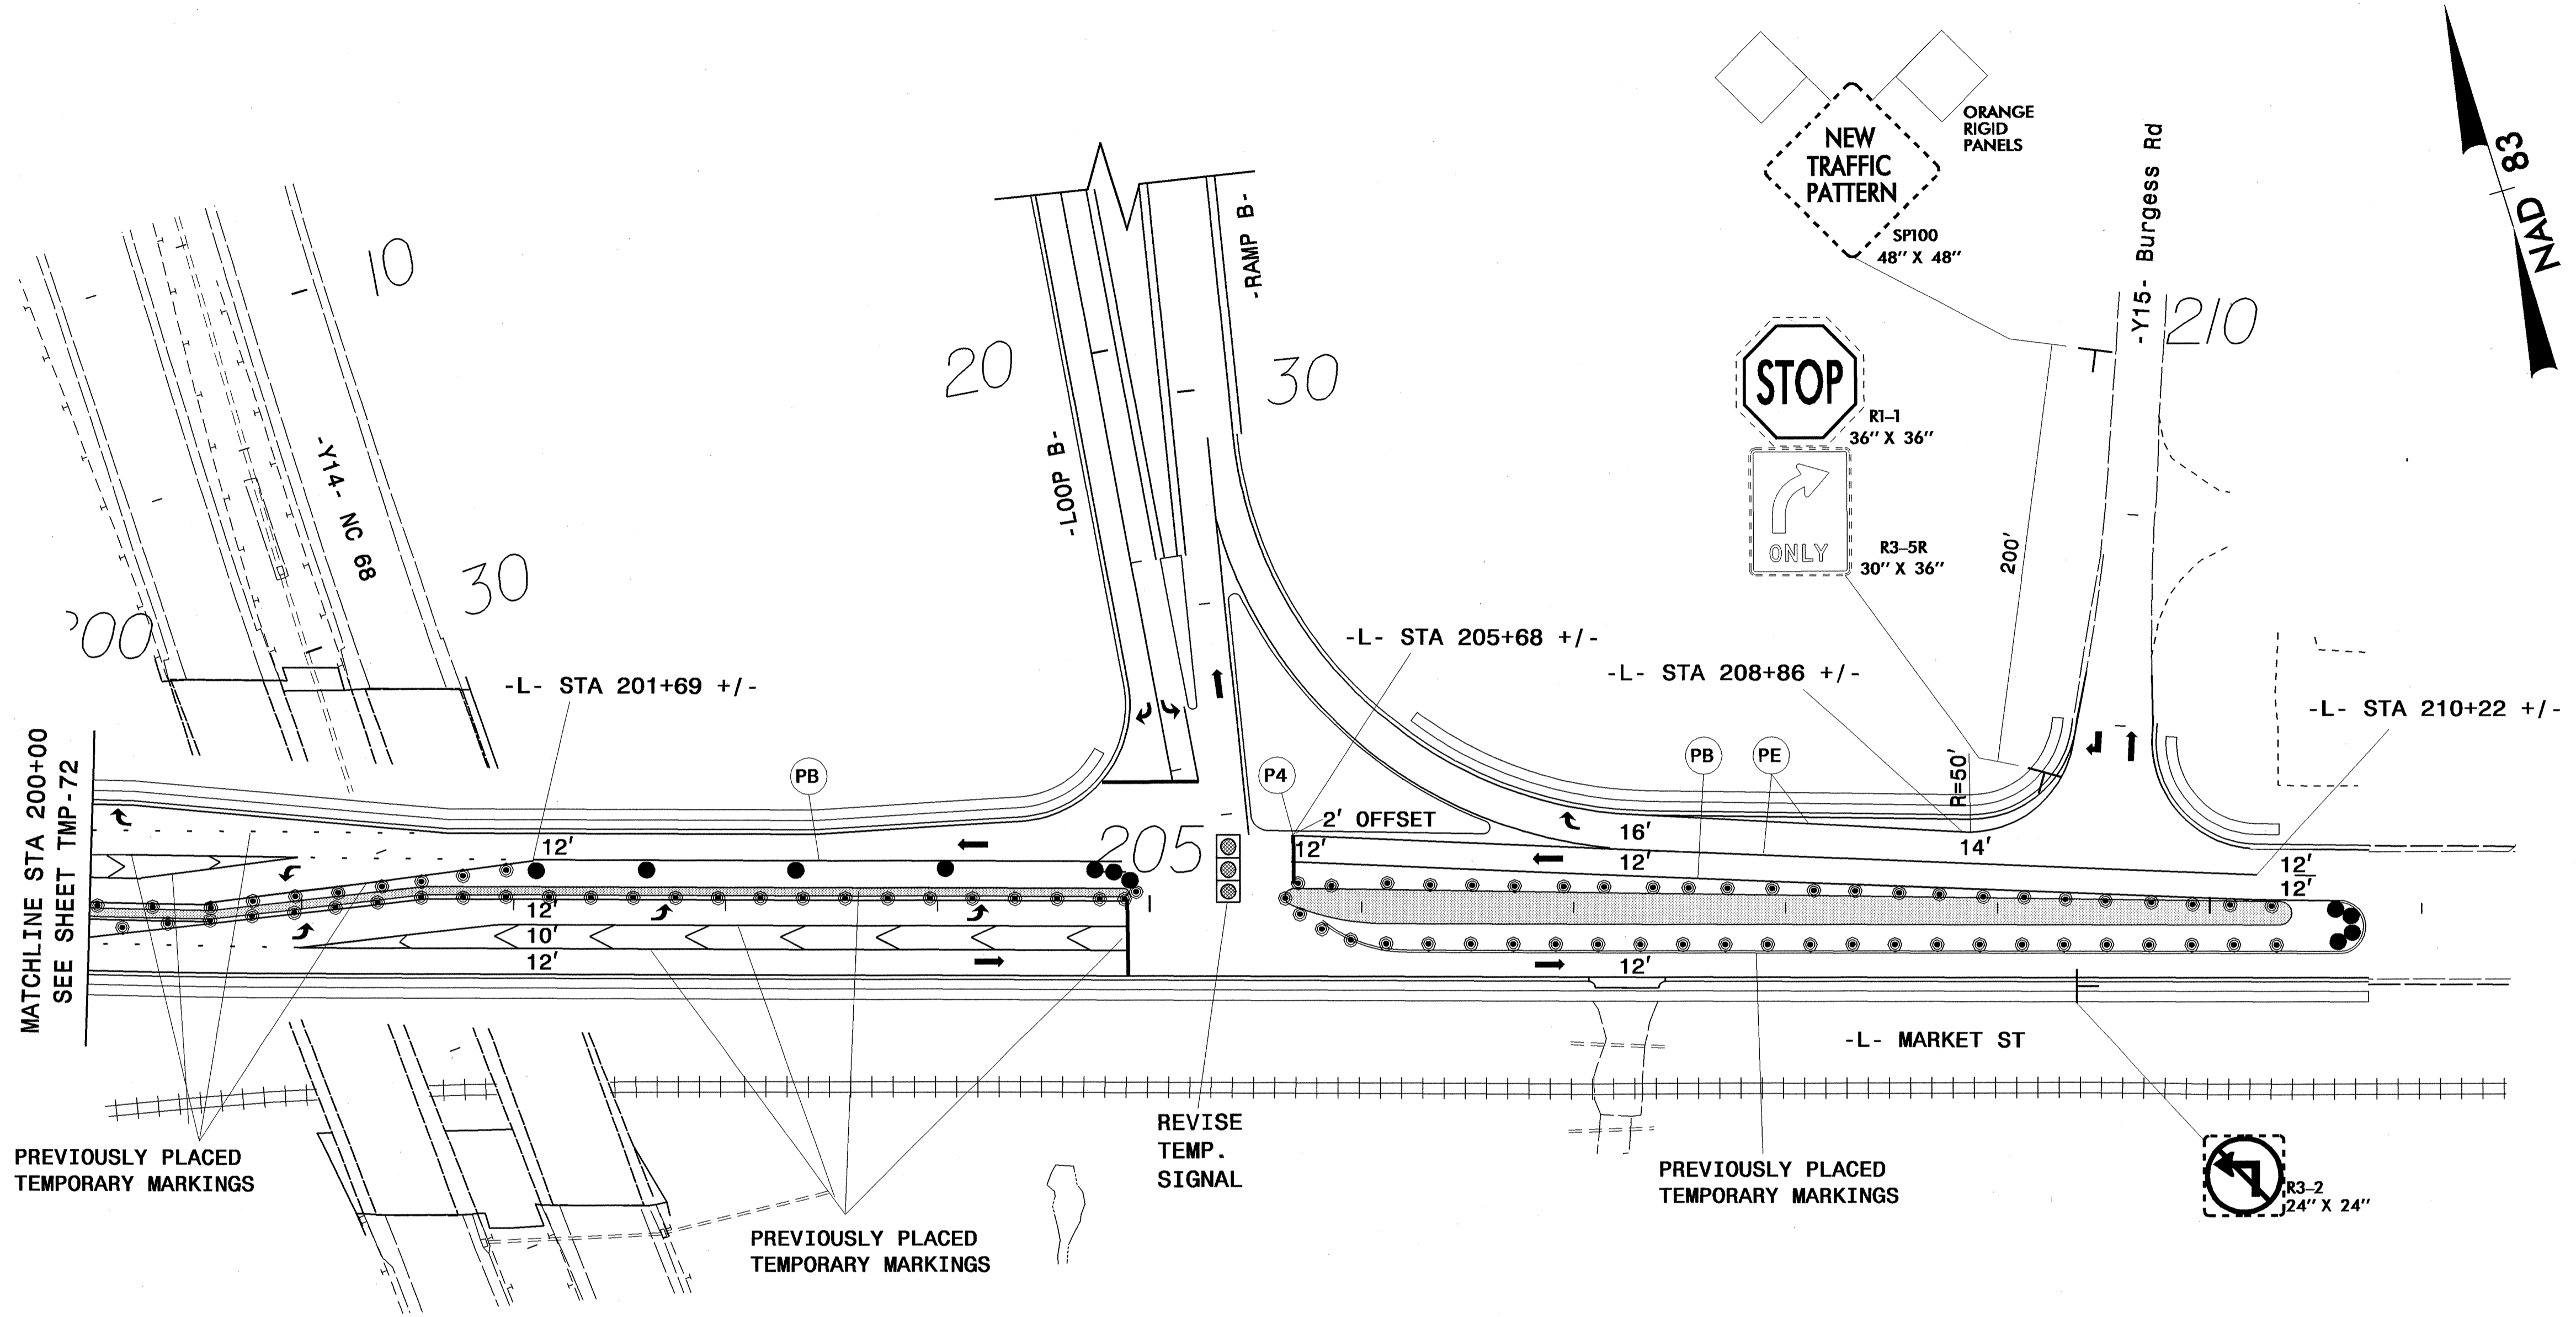 NEW
TRAFFIC
PATTERN
ORANGE
RIGID
PANELS
SP100
48" X 48"
-Y15- Burgess Rd
NAD 83
10
-RAMP B-
210
20
30
STOP
R1-1
36" X 36"
-Y14- NC 68
-LOOP B-
ONLY
R3-5R
30" X 36"
200'
30
-L- STA 205+68 +/-
-L- STA 208+86 +/-
-L- STA 201+69 +/-
-L- STA 210+22 +/-
MATCHLINE STA 200+00
SEE SHEET TMP-72
PB
P4
PB
PE
R=50'
2' OFFSET
205
12'
12'
16'
12'
14'
12'
12'
12'
10'
12'
12'
-L- MARKET ST
REVISE
TEMP.
SIGNAL
PREVIOUSLY PLACED
TEMPORARY MARKINGS
PREVIOUSLY PLACED
TEMPORARY MARKINGS
PREVIOUSLY PLACED
TEMPORARY MARKINGS
R3-2
24" X 24"